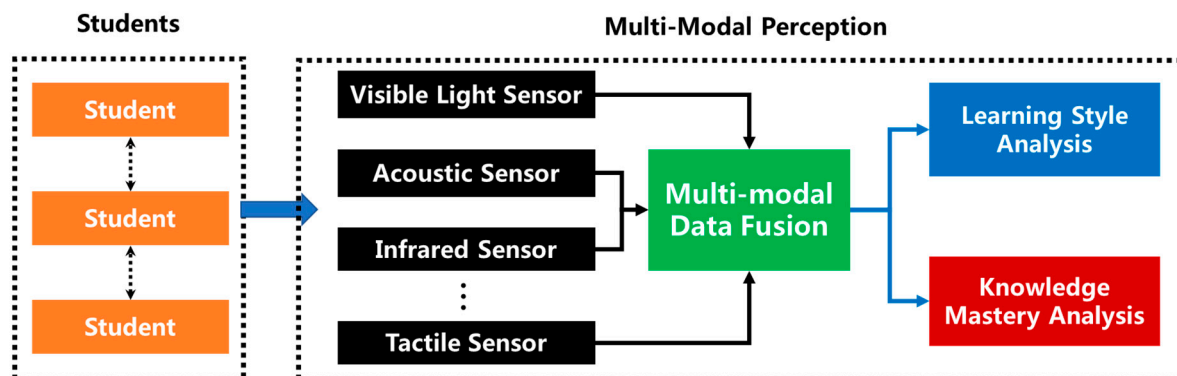 Students
Multi-Modal Perception
Student
Student
Student
Visible Light Sensor
Acoustic Sensor
Infrared Sensor
Tactile Sensor
Multi-modal
Data Fusion
Learning Style
Analysis
Knowledge
Mastery Analysis